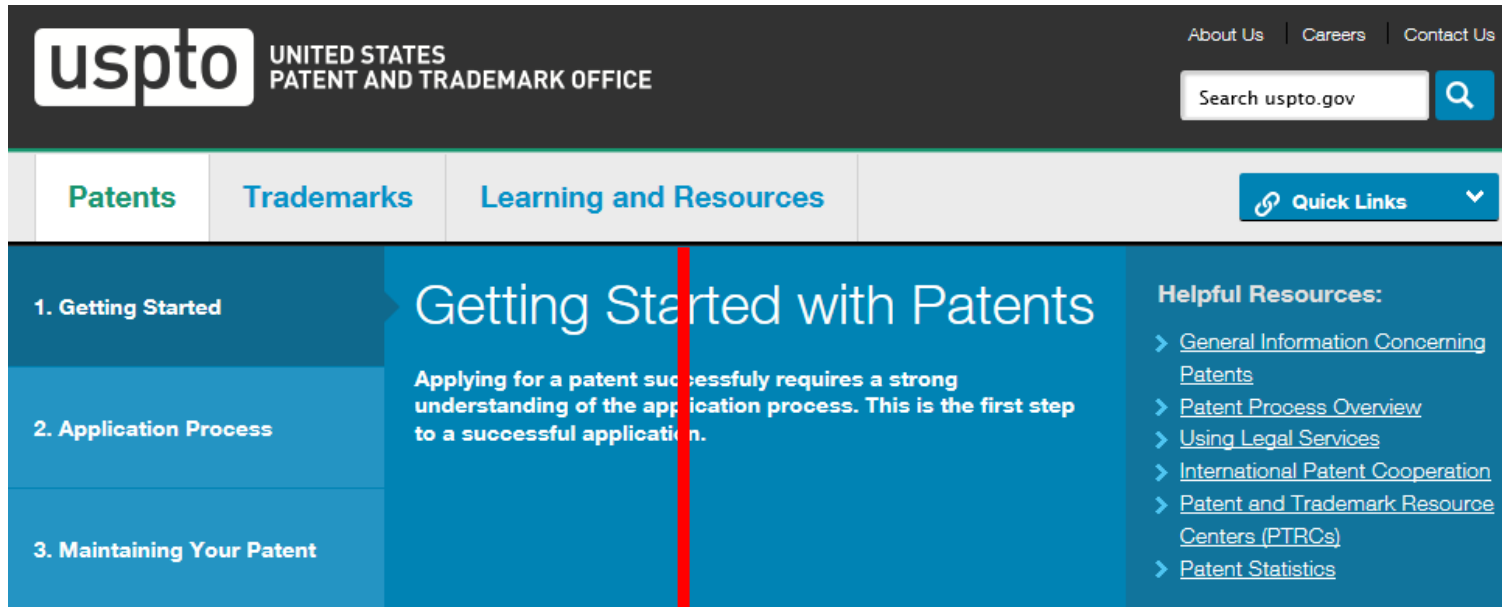 uspto
UNITED STATES
PATENT AND TRADEMARK OFFICE
About Us
Careers
Contact Us
Search uspto.gov
Patents
Trademarks
Learning and Resources
Quick Links
1. Getting Started
2. Application Process
3. Maintaining Your Patent
Getting Started with Patents
Applying for a patent successfuly requires a strong
understanding of the application process. This is the first step
to a successful application.
Helpful Resources:
General Information Concerning
Patents
Patent Process Overview
Using Legal Services
International Patent Cooperation
Patent and Trademark Resource
Centers (PTRCs)
Patent Statistics